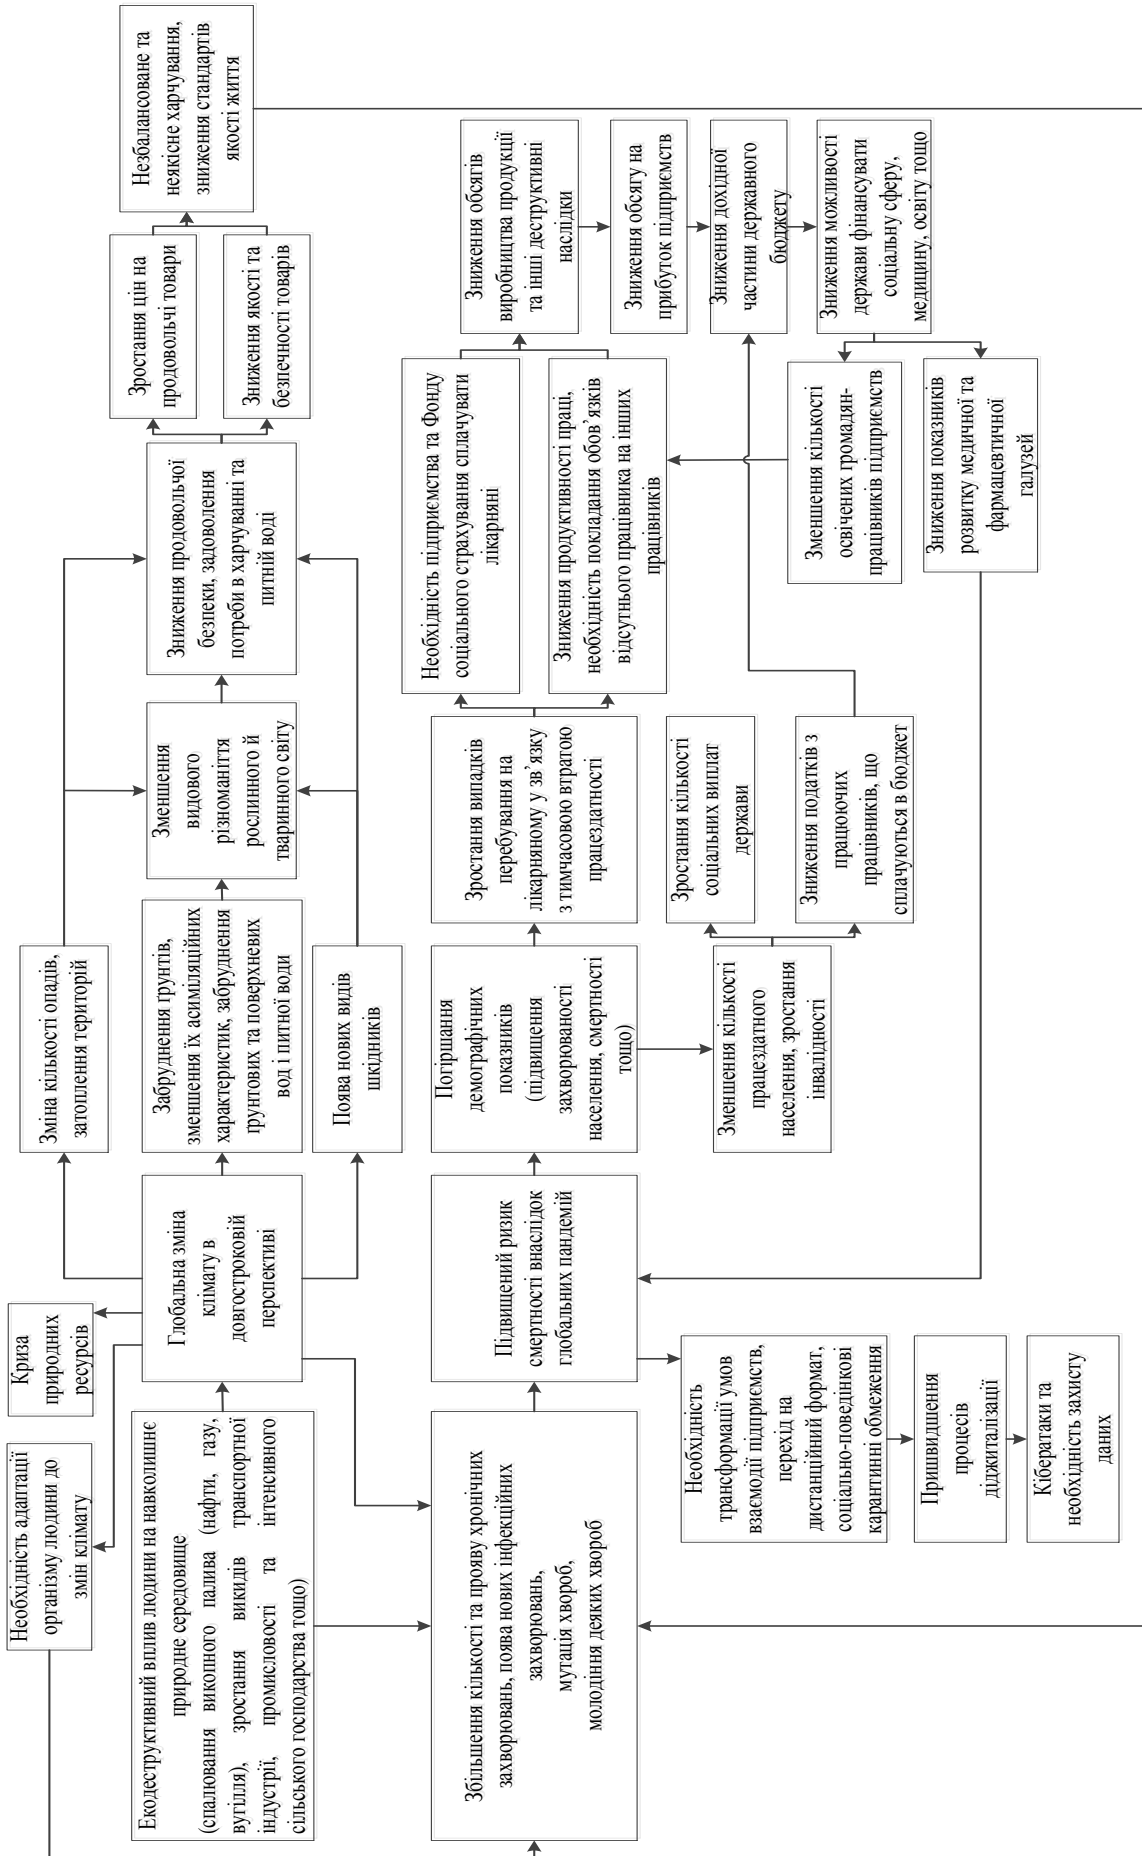 Необхідність адаптації
організму людини до
змін клімату
Криза
природних
ресурсів
Зміна кількості опадів,
затоплення територій
Незбалансоване та
неякісне харчування,
зниження стандартів
якості життя
Екодеструктивний вплив людини на навколишнє
природне середовище
(спалювання викопного палива (нафти, газу,
вугілля), зростання викидів транспортної
індустрії, промисловості та інтенсивного
сільського господарства тощо)
Глобальна зміна
клімату в
довгостроковій
перспективі
Забруднення ґрунтів,
зменшення їх асиміляційних
характеристик, забруднення
ґрунтових та поверхневих
вод і питної води
Зменшення
видового
різноманіття
рослинного й
тваринного світу
Зниження продовольчої
безпеки, задоволення
потреби в харчуванні та
питній воді
Зростання цін на
продовольчі товари
Зниження якості та
безпечності товарів
Поява нових видів
шкідників
Збільшення кількості та прояву хронічних
захворювань, поява нових інфекційних
захворювань,
мутація хвороб,
молодіння деяких хвороб
Підвищений ризик
смертності внаслідок
глобальних пандемій
Погіршання
демографічних
показників
(підвищення
захворюваності
населення, смертності
тощо)
Зростання випадків
перебування на
лікарняному у зв’язку
з тимчасовою втратою
працездатності
Необхідність підприємства та Фонду
соціального страхування сплачувати
лікарняні
Зниження продуктивності праці,
необхідність покладання обов’язків
відсутнього працівника на інших
працівників
Зниження обсягів
виробництва продукції
та інші деструктивні
наслідки
Зниження обсягу на
прибуток підприємств
Зниження дохідної
частини державного
бюджету
Зниження можливості
держави фінансувати
соціальну сферу,
медицину, освіту тощо
Необхідність
трансформації умов
взаємодії підприємств,
перехід на
дистанційний формат,
соціально-поведінкові
карантинні обмеження
Пришвидшення
процесів
діджиталізації
Кібератаки та
необхідність захисту
даних
Зменшення кількості
працездатного
населення, зростання
інвалідності
Зростання кількості
соціальних виплат
держави
Зниження податків з
працюючих
працівників, що
сплачуються в бюджет
Зменшення кількості
освічених громадян-
працівників підприємств
Зниження показників
розвитку медичної та
фармацевтичної
галузей